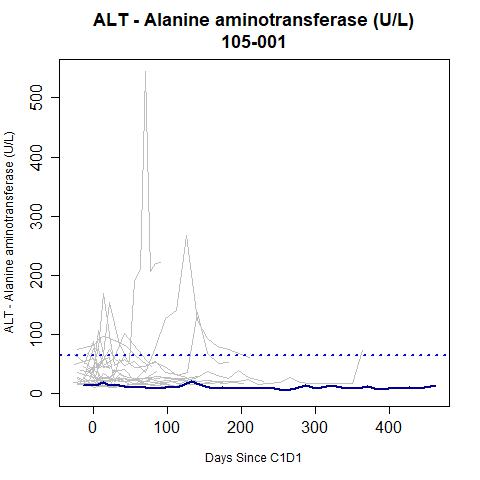 ALT - Alanine aminotransferase (U/L)
105-001
ALT - Alanine aminotransferase (U/L)
500
400
300
200
100
0
0 100 200 300 400
Days Since C1D1